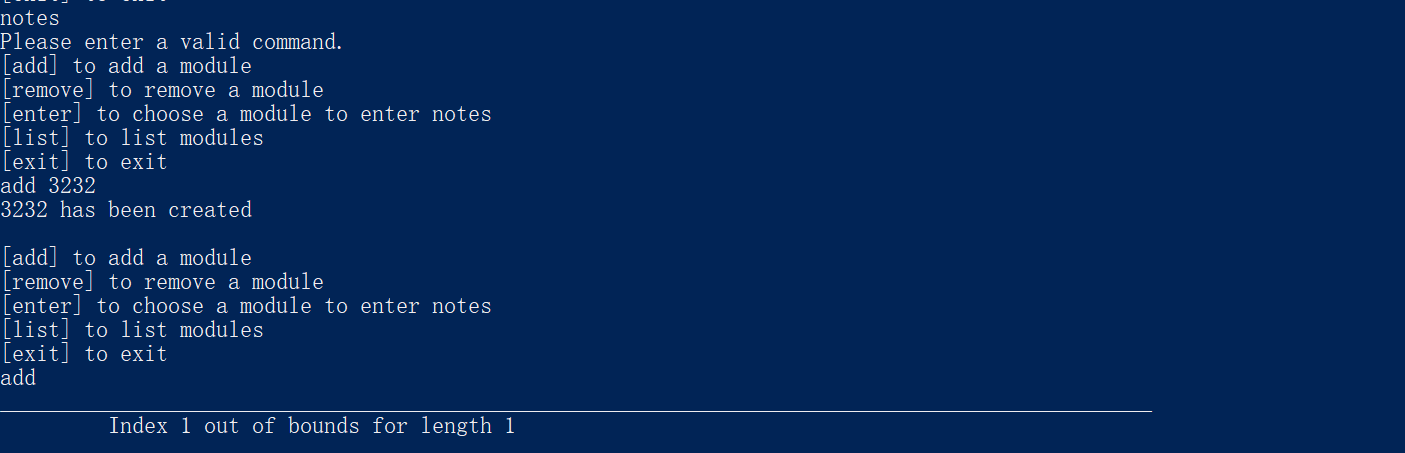 [exit] to exit
notes
Please enter a valid command.
[add] to add a module
[remove] to remove a module
[enter] to choose a module to enter notes
[list] to list modules
[exit] to exit
add 3232
3232 has been created
[add] to add a module
[remove] to remove a module
[enter] to choose a module to enter notes
[list] to list modules
[exit] to exit
add
Index 1 out of bounds for length 1